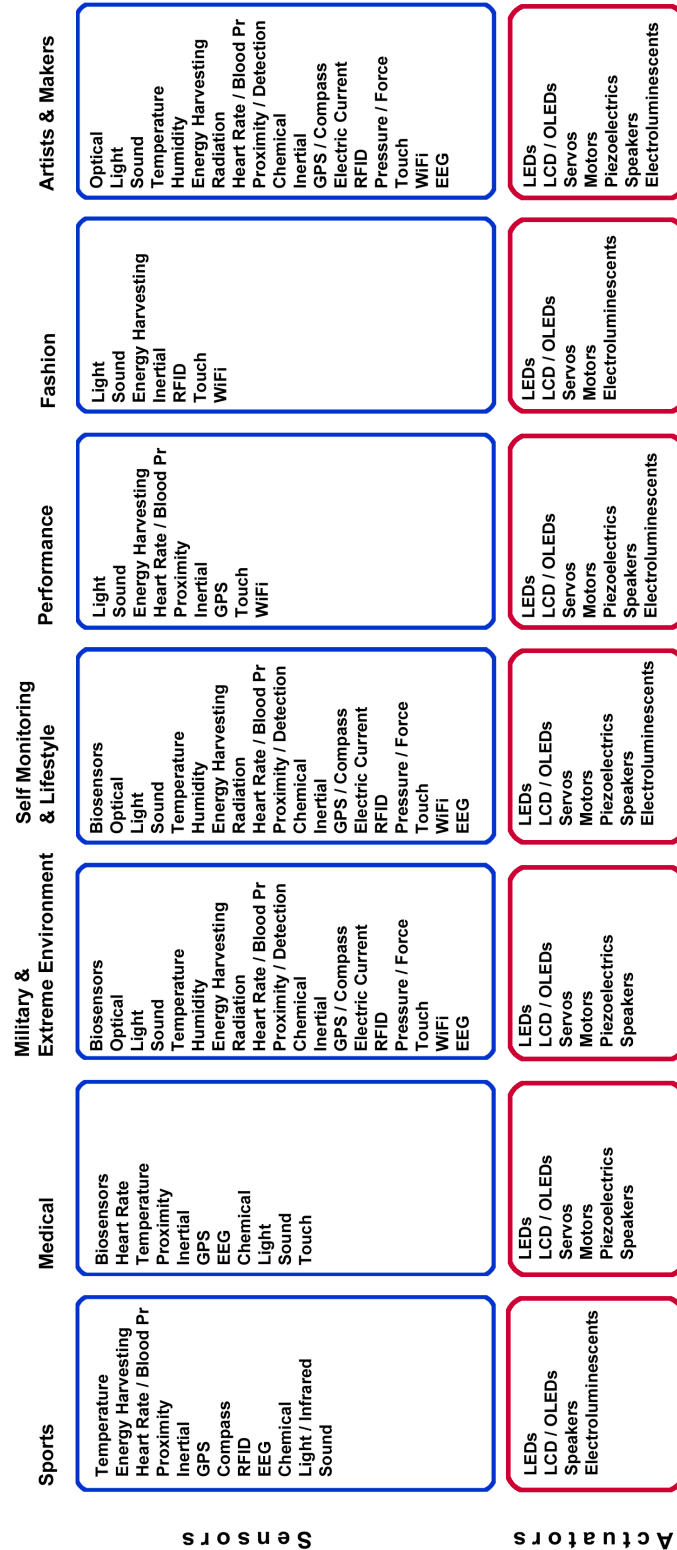 Sports
Medical
Military &
Extreme Environment
Self Monitoring
& Lifestyle
Performance
Fashion
Artists & Makers
Sensors
Temperature
Energy Harvesting
Heart Rate / Blood Pr
Proximity
Inertial
GPS
Compass
RFID
EEG
Chemical
Light / Infrared
Sound
Biosensors
Heart Rate
Temperature
Proximity
Inertial
GPS
EEG
Chemical
Light
Sound
Touch
Biosensors
Optical
Light
Sound
Temperature
Humidity
Energy Harvesting
Radiation
Heart Rate / Blood Pr
Proximity / Detection
Chemical
Inertial
GPS / Compass
Electric Current
RFID
Pressure / Force
Touch
WiFi
EEG
Biosensors
Optical
Light
Sound
Temperature
Humidity
Energy Harvesting
Radiation
Heart Rate / Blood Pr
Proximity / Detection
Chemical
Inertial
GPS / Compass
Electric Current
RFID
Pressure / Force
Touch
WiFi
EEG
Light
Sound
Energy Harvesting
Heart Rate / Blood Pr
Proximity
Inertial
GPS
Touch
WiFi
Light
Sound
Energy Harvesting
Inertial
RFID
Touch
WiFi
Optical
Light
Sound
Temperature
Humidity
Energy Harvesting
Radiation
Heart Rate / Blood Pr
Proximity / Detection
Chemical
Inertial
GPS / Compass
Electric Current
RFID
Pressure / Force
Touch
WiFi
EEG
Actuators
LEDs
LCD / OLEDs
Speakers
Electroluminescents
LEDs
LCD / OLEDs
Servos
Motors
Piezoelectrics
Speakers
LEDs
LCD / OLEDs
Servos
Motors
Piezoelectrics
Speakers
LEDs
LCD / OLEDs
Servos
Motors
Piezoelectrics
Speakers
Electroluminescents
LEDs
LCD / OLEDs
Servos
Motors
Piezoelectrics
Speakers
Electroluminescents
LEDs
LCD / OLEDs
Servos
Motors
Electroluminescents
LEDs
LCD / OLEDs
Servos
Motors
Piezoelectrics
Speakers
Electroluminescents